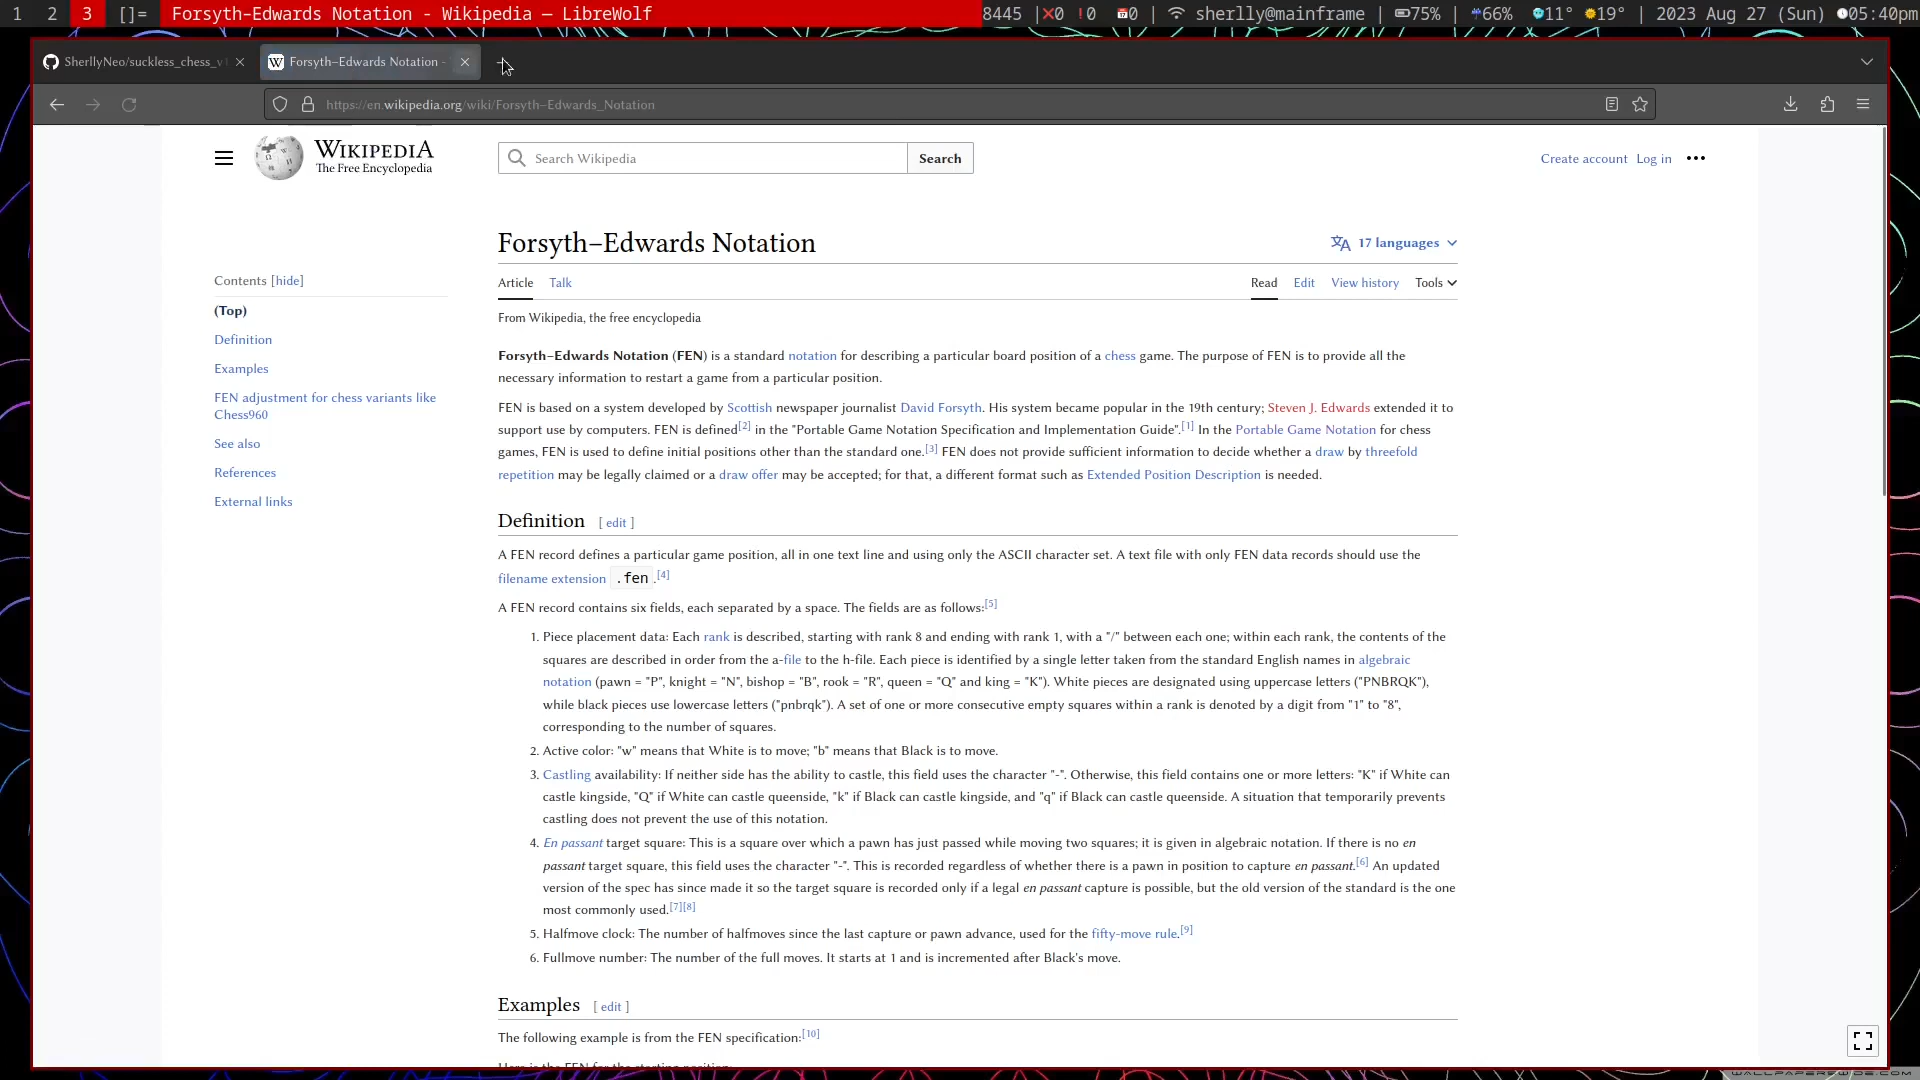 1 2 3 []= Forsyth–Edwards Notation - Wikipedia — LibreWolf 8445 | 0 0 0 | sherlly@mainframe | 75% | 66% 11° 19° | 2023 Aug 27 (Sun) 05:40pm
SherllyNeo/suckless_chess_v Forsyth–Edwards Notation -
https://en.wikipedia.org/wiki/Forsyth–Edwards_Notation
WIKIPEDIA
The Free Encyclopedia
Search Wikipedia Search
Create account Log in
Forsyth–Edwards Notation
17 languages
Article Talk Read Edit View history Tools
From Wikipedia, the free encyclopedia
Contents [hide]
(Top)
Definition
Examples
FEN adjustment for chess variants like
Chess960
See also
References
External links
Forsyth–Edwards Notation (FEN) is a standard notation for describing a particular board position of a chess game. The purpose of FEN is to provide all the
necessary information to restart a game from a particular position.
FEN is based on a system developed by Scottish newspaper journalist David Forsyth. His system became popular in the 19th century; Steven J. Edwards extended it to
support use by computers. FEN is defined[2] in the "Portable Game Notation Specification and Implementation Guide".[1] In the Portable Game Notation for chess
games, FEN is used to define initial positions other than the standard one.[3] FEN does not provide sufficient information to decide whether a draw by threefold
repetition may be legally claimed or a draw offer may be accepted; for that, a different format such as Extended Position Description is needed.
Definition [ edit ]
A FEN record defines a particular game position, all in one text line and using only the ASCII character set. A text file with only FEN data records should use the
filename extension .fen .[4]
A FEN record contains six fields, each separated by a space. The fields are as follows:[5]
1. Piece placement data: Each rank is described, starting with rank 8 and ending with rank 1, with a "/" between each one; within each rank, the contents of the
squares are described in order from the a-file to the h-file. Each piece is identified by a single letter taken from the standard English names in algebraic
notation (pawn = "P", knight = "N", bishop = "B", rook = "R", queen = "Q" and king = "K"). White pieces are designated using uppercase letters ("PNBRQK"),
while black pieces use lowercase letters ("pnbrqk"). A set of one or more consecutive empty squares within a rank is denoted by a digit from "1" to "8",
corresponding to the number of squares.
2. Active color: "w" means that White is to move; "b" means that Black is to move.
3. Castling availability: If neither side has the ability to castle, this field uses the character "-". Otherwise, this field contains one or more letters: "K" if White can
castle kingside, "Q" if White can castle queenside, "k" if Black can castle kingside, and "q" if Black can castle queenside. A situation that temporarily prevents
castling does not prevent the use of this notation.
4. En passant target square: This is a square over which a pawn has just passed while moving two squares; it is given in algebraic notation. If there is no en
passant target square, this field uses the character "-". This is recorded regardless of whether there is a pawn in position to capture en passant.[6] An updated
version of the spec has since made it so the target square is recorded only if a legal en passant capture is possible, but the old version of the standard is the one
most commonly used.[7][8]
5. Halfmove clock: The number of halfmoves since the last capture or pawn advance, used for the fifty-move rule.[9]
6. Fullmove number: The number of the full moves. It starts at 1 and is incremented after Black's move.
Examples [ edit ]
The following example is from the FEN specification:[10]
Here is the FEN for the starting position: